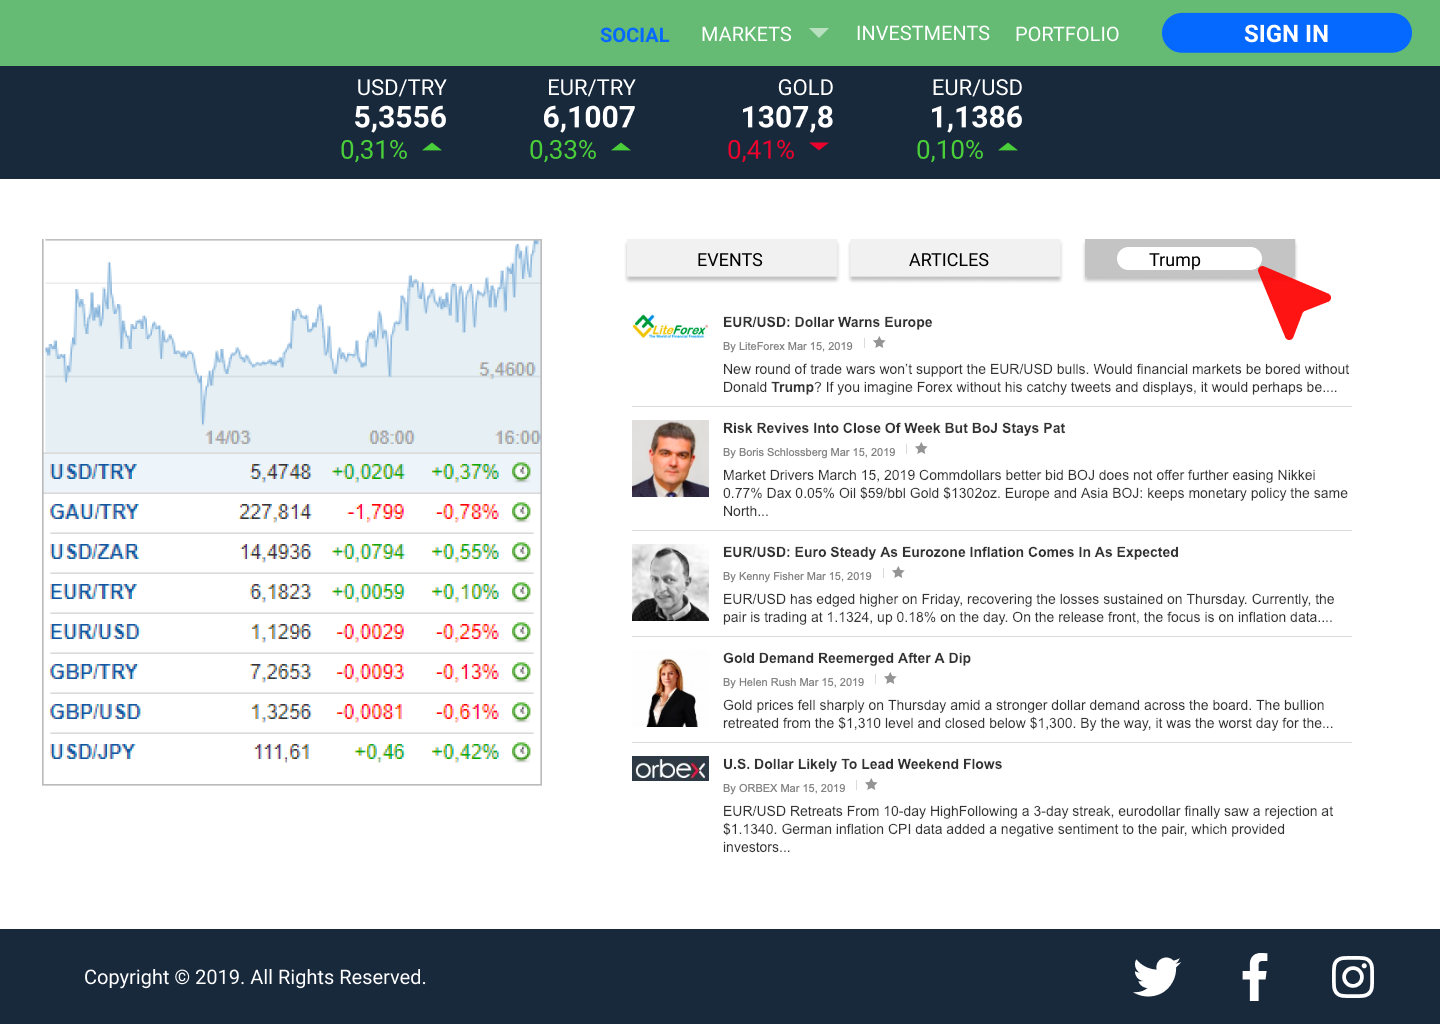 SOCIAL MARKETS INVESTMENTS PORTFOLIO SIGN IN
USD/TRY EUR/TRY GOLD EUR/USD
5,3556 6,1007 1307,8 1,1386
0,31% 0,33% 0,41% 0,10%
5,4600
14/03 08:00 16:00
USD/TRY 5,4748 +0,0204 +0,37%
GAU/TRY 227,814 -1,799 -0,78%
USD/ZAR 14,4936 +0,0794 +0,55%
EUR/TRY 6,1823 +0,0059 +0,10%
EUR/USD 1,1296 -0,0029 -0,25%
GBP/TRY 7,2653 -0,0093 -0,13%
GBP/USD 1,3256 -0,0081 -0,61%
USD/JPY 111,61 +0,46 +0,42%
EVENTS ARTICLES Trump
LiteForex
EUR/USD: Dollar Warns Europe
By LiteForex Mar 15, 2019
New round of trade wars won't support the EUR/USD bulls. Would financial markets be bored without
Donald Trump? If you imagine Forex without his catchy tweets and displays, it would perhaps be....
Risk Revives Into Close Of Week But BoJ Stays Pat
By Boris Schlossberg Mar 15, 2019
Market Drivers March 15, 2019 Commdollars better bid BOJ does not offer further easing Nikkei
0.77% Dax 0.05% Oil $59/bbl Gold $1302oz. Europe and Asia BOJ: keeps monetary policy the same
North...
EUR/USD: Euro Steady As Eurozone Inflation Comes In As Expected
By Kenny Fisher Mar 15, 2019
EUR/USD has edged higher on Friday, recovering the losses sustained on Thursday. Currently, the
pair is trading at 1.1324, up 0.18% on the day. On the release front, the focus is on inflation data....
Gold Demand Reemerged After A Dip
By Helen Rush Mar 15, 2019
Gold prices fell sharply on Thursday amid a stronger dollar demand across the board. The bullion
retreated from the $1,310 level and closed below $1,300. By the way, it was the worst day for the...
orbex
U.S. Dollar Likely To Lead Weekend Flows
By ORBEX Mar 15, 2019
EUR/USD Retreats From 10-day HighFollowing a 3-day streak, eurodollar finally saw a rejection at
$1.1340. German inflation CPI data added a negative sentiment to the pair, which provided
investors...
Copyright © 2019. All Rights Reserved.